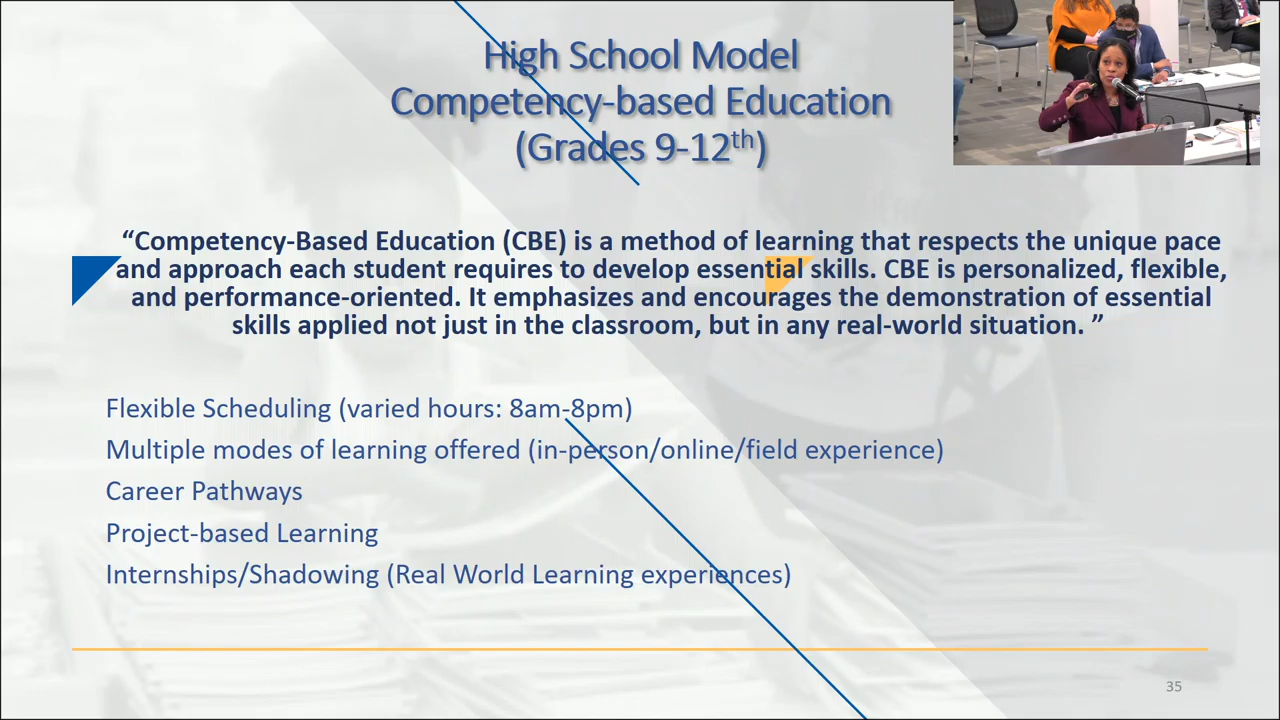 High School Model
Competency-based Education
(Grades 9-12th)
“Competency-Based Education (CBE) is a method of learning that respects the unique pace
and approach each student requires to develop essential skills. CBE is personalized, flexible,
and performance-oriented. It emphasizes and encourages the demonstration of essential
skills applied not just in the classroom, but in any real-world situation. ”
Flexible Scheduling (varied hours: 8am-8pm)
Multiple modes of learning offered (in-person/online/field experience)
Career Pathways
Project-based Learning
Internships/Shadowing (Real World Learning experiences)
35